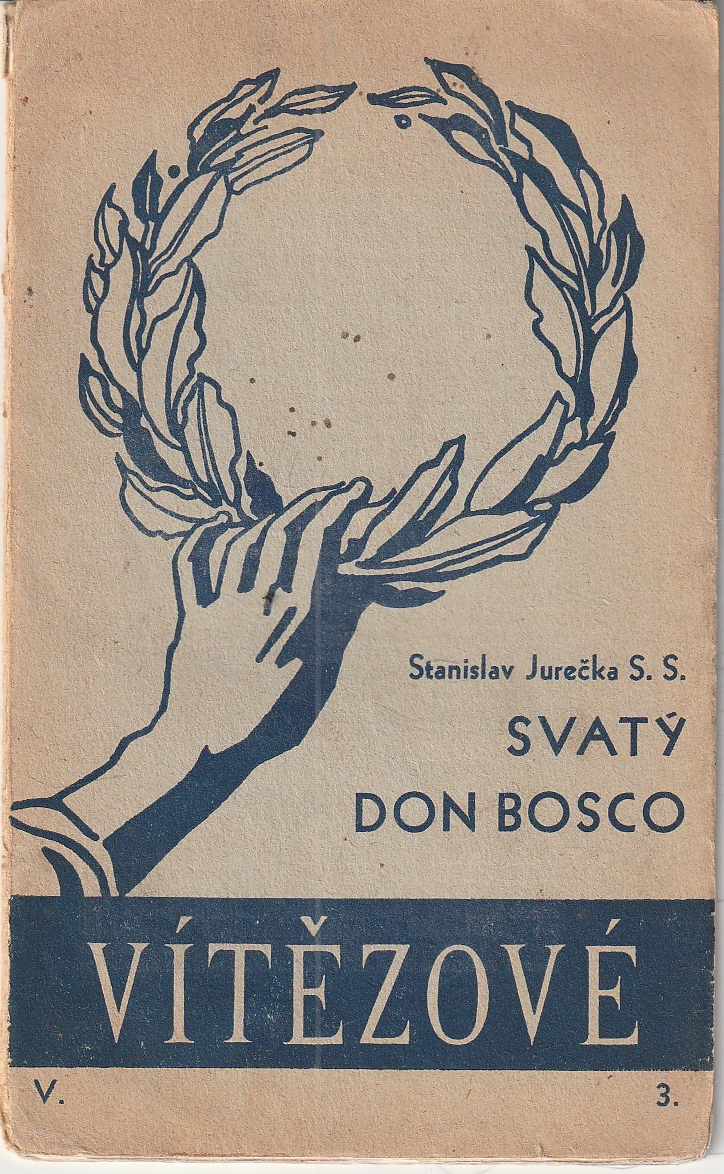 Stanislav Jurečka S. S.
SVATÝ
DON BOSCO
VÍTĚZOVÉ
V. 3.